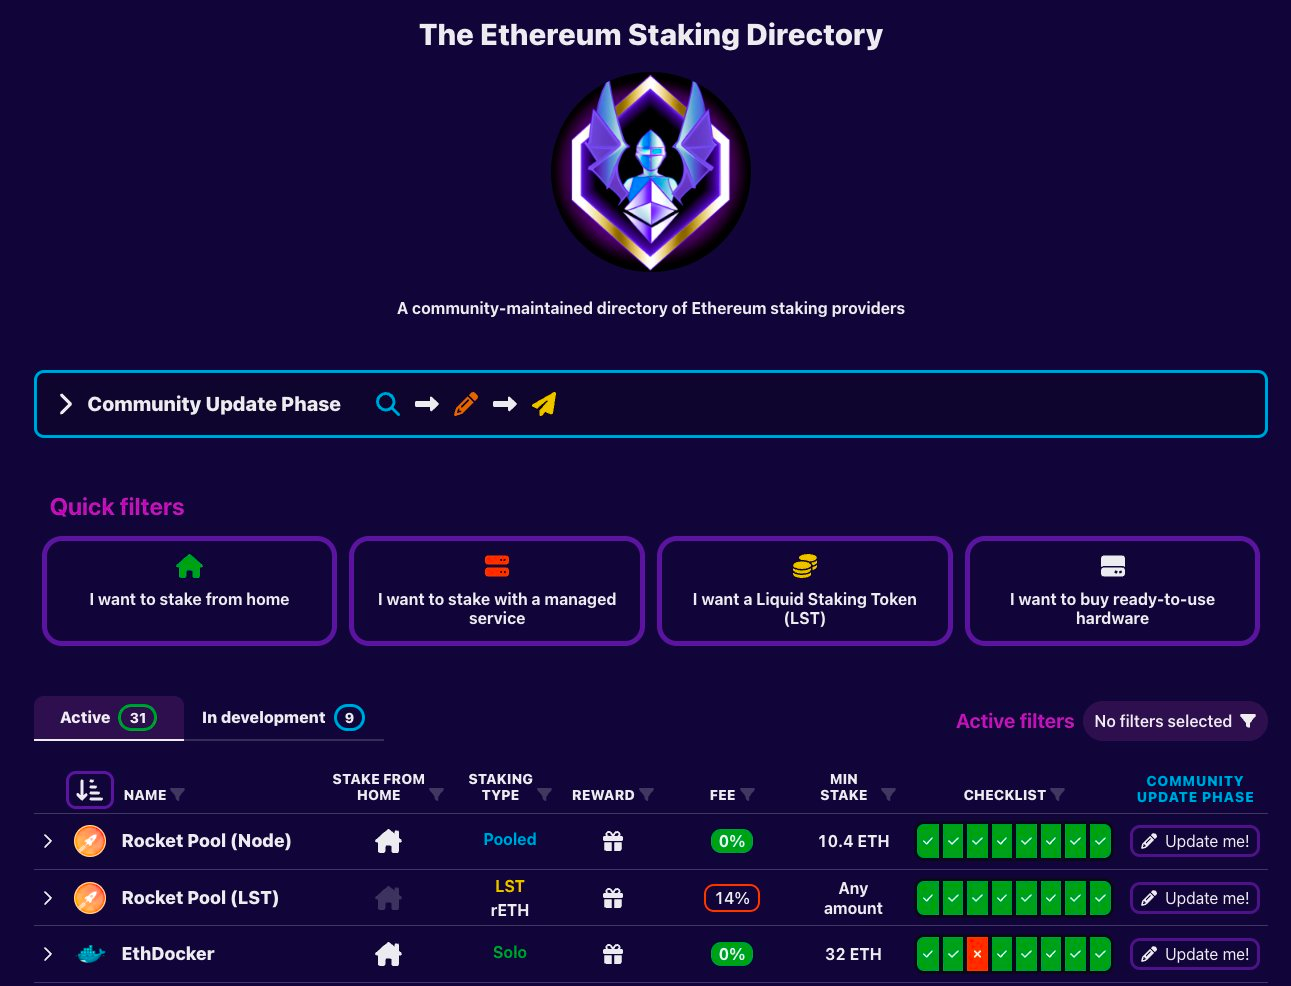 The Ethereum Staking Directory
A community-maintained directory of Ethereum staking providers
Community Update Phase
Quick filters
I want to stake from home
I want to stake with a managed
service
I want a Liquid Staking Token
(LST)
I want to buy ready-to-use
hardware
Active 31
In development 9
Active filters
No filters selected
NAME
STAKE FROM
HOME
STAKING
TYPE
REWARD
FEE
MIN
STAKE
CHECKLIST
COMMUNITY
UPDATE PHASE
Rocket Pool (Node)
Pooled
0%
10.4 ETH
Update me!
Rocket Pool (LST)
LST
rETH
14%
Any
amount
Update me!
EthDocker
Solo
0%
32 ETH
Update me!